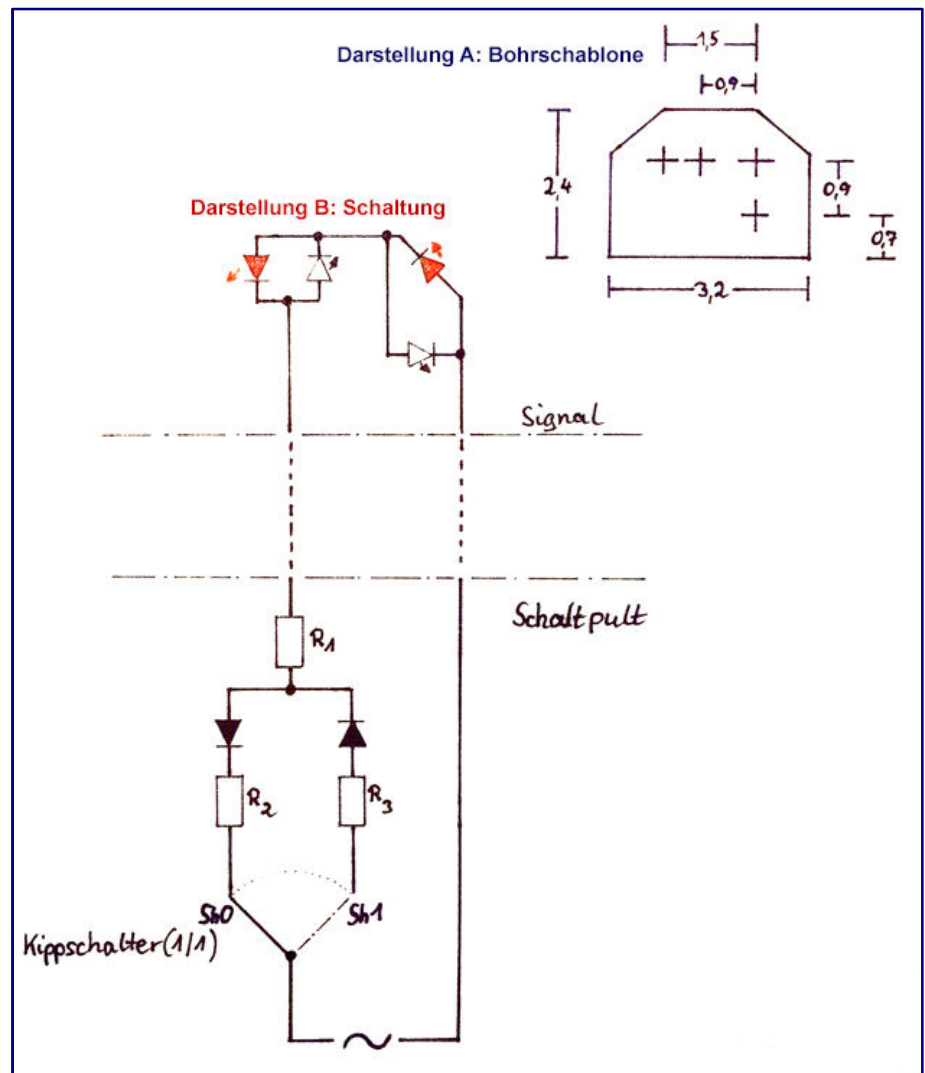 1,5
Darstellung A: Bohrschablone
0,9
2,4
0,9
0,7
3,2
Darstellung B: Schaltung
Signal
Schaltpult
R1
R2
R3
Sh0
Sh1
Kippschalter (1/1)
~